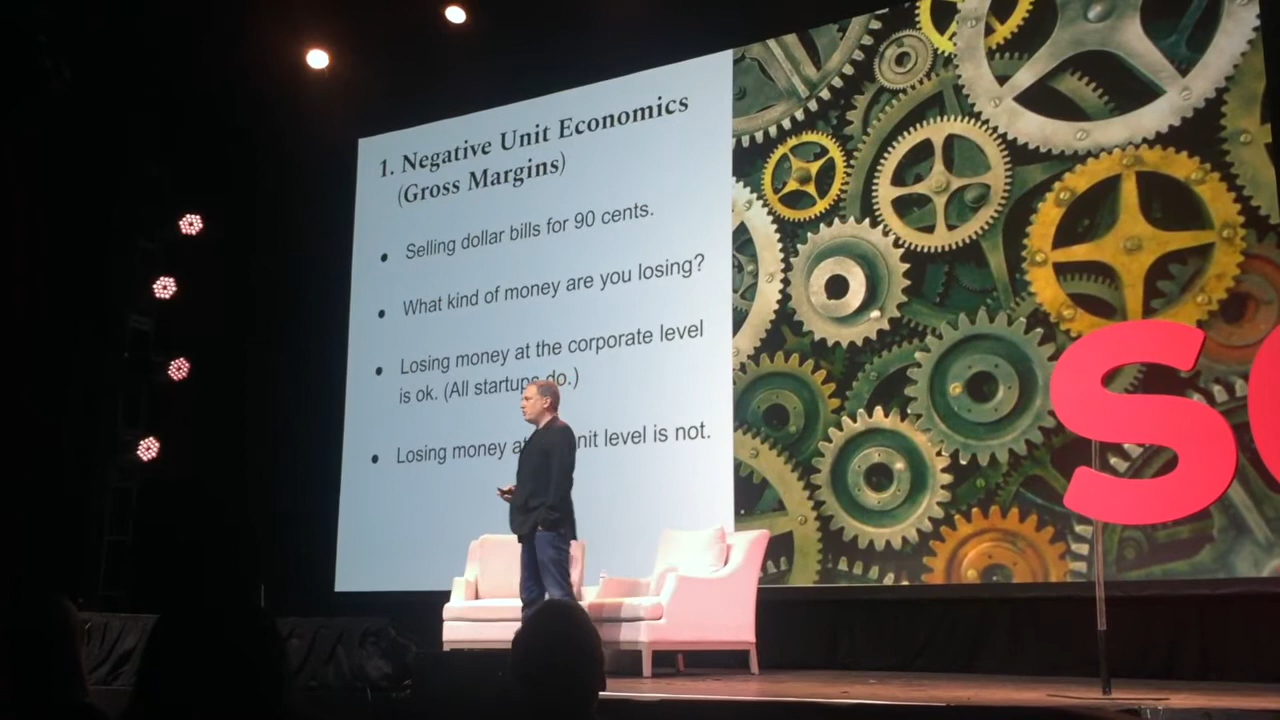 1. Negative Unit Economics
(Gross Margins)
● Selling dollar bills for 90 cents.
● What kind of money are you losing?
● Losing money at the corporate level
is ok. (All startups do.)
● Losing money a nit level is not.
S